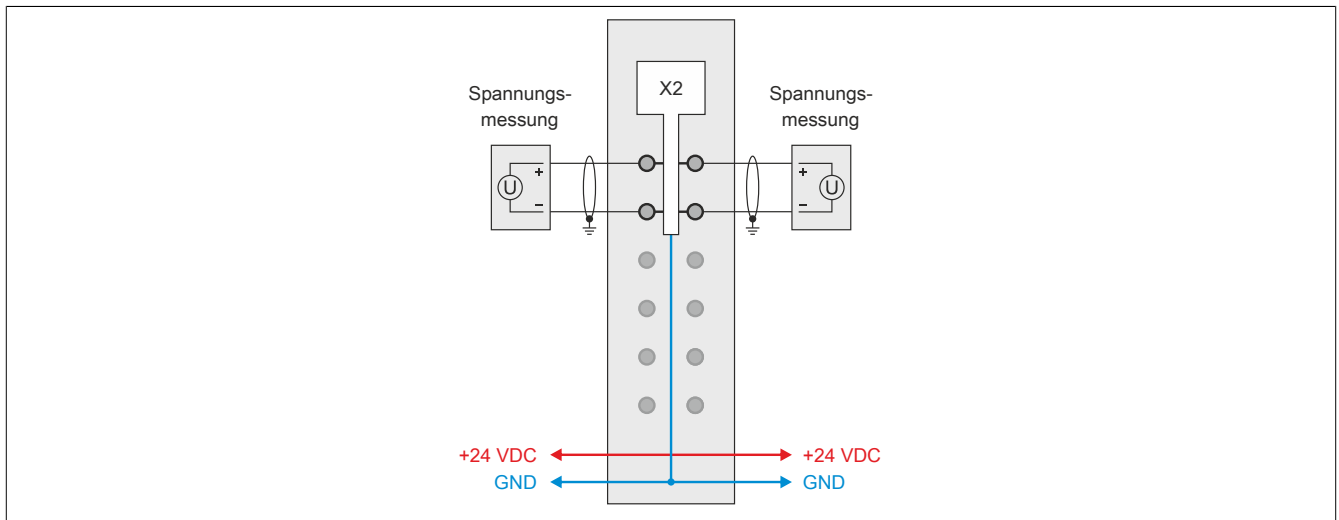 X2
Spannungs-
messung
Spannungs-
messung
+
+
U
U
−
−
+24 VDC
+24 VDC
GND
GND